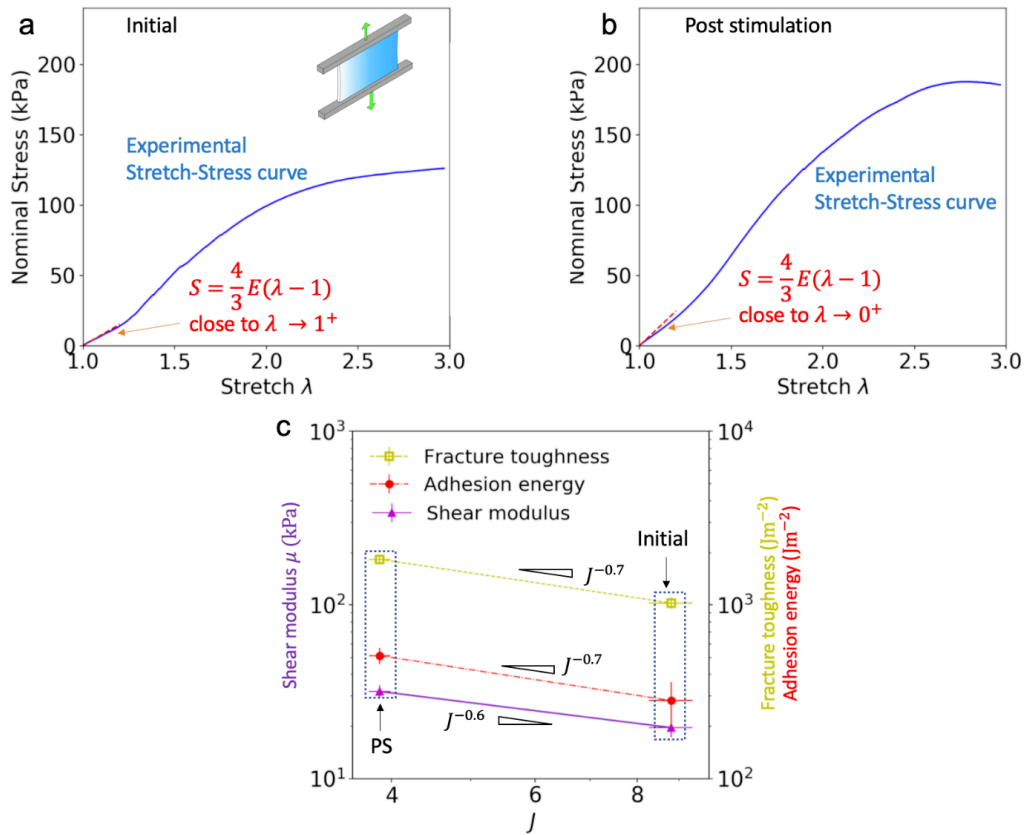 a
Initial
Nominal Stress (kPa)
200
150
100
50
0
Experimental
Stretch-Stress curve
S = 4/3 E(λ − 1)
close to λ → 1⁺
1.0 1.5 2.0 2.5 3.0
Stretch λ
b
Post stimulation
Nominal Stress (kPa)
200
150
100
50
0
Experimental
Stretch-Stress curve
S = 4/3 E(λ − 1)
close to λ → 0⁺
1.0 1.5 2.0 2.5 3.0
Stretch λ
c
Shear modulus μ (kPa)
10³
10²
10¹
Fracture toughness
Adhesion energy
Shear modulus
Initial
J⁻⁰·⁷
J⁻⁰·⁷
J⁻⁰·⁶
PS
10⁴
10³
10²
Fracture toughness (Jm⁻²)
Adhesion energy (Jm⁻²)
4 6 8
J